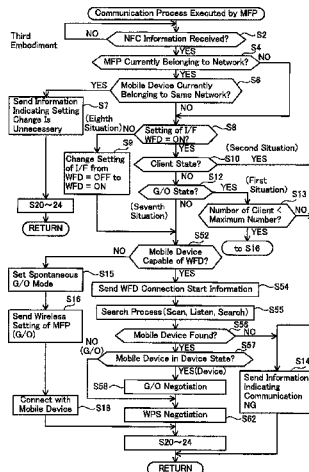 Communication Process Executed by MFP
Third Embodiment
NFC Information Received?
S2
NO
YES
S4
MFP Currently Belonging to Network?
NO
YES
S6
Mobile Device Currently Belonging to Same Network?
YES
NO
S7
Send Information Indicating Setting Change Is Unnecessary
(Eighth Situation)
NO
S8
Setting of I/F WFD = ON?
YES
(Second Situation)
S9
Change Setting of I/F from WFD = OFF to WFD = ON
S10
Client State?
YES
NO
S12
G/O State?
YES
(First Situation)
NO
(Seventh Situation)
S13
Number of Client < Maximum Number?
NO
YES
to S16
S20~24
RETURN
S52
Mobile Device Capable of WFD?
NO
YES
Set Spontaneous G/O Mode
S15
S16
Send Wireless Setting of MFP (G/O)
Connect with Mobile Device
S18
Send WFD Connection Start Information
S54
Search Process(Scan, Listen, Search)
S55
S56
Mobile Device Found?
NO
YES
S57
Mobile Device in Device State?
NO (G/O)
YES(Device)
S58
G/O Negotiation
WPS Negotiation
S62
S14
Send Information Indicating Communication NG
S20~24
RETURN